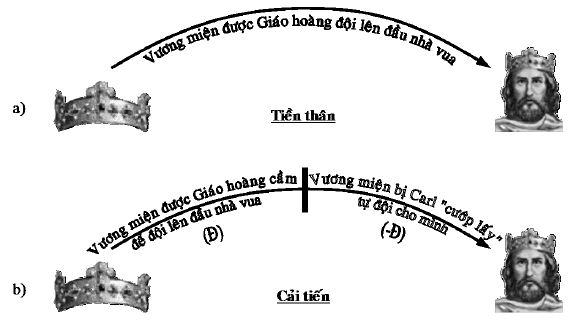 Vương miện được Giáo hoàng đội lên đầu nhà vua
a)
Tiền thân
Vương miện được Giáo hoàng cầm
để đội lên đầu nhà vua
(Đ)
Vương miện bị Carl "cướp lấy"
tự đội cho mình
(-Đ)
b)
Cải tiến